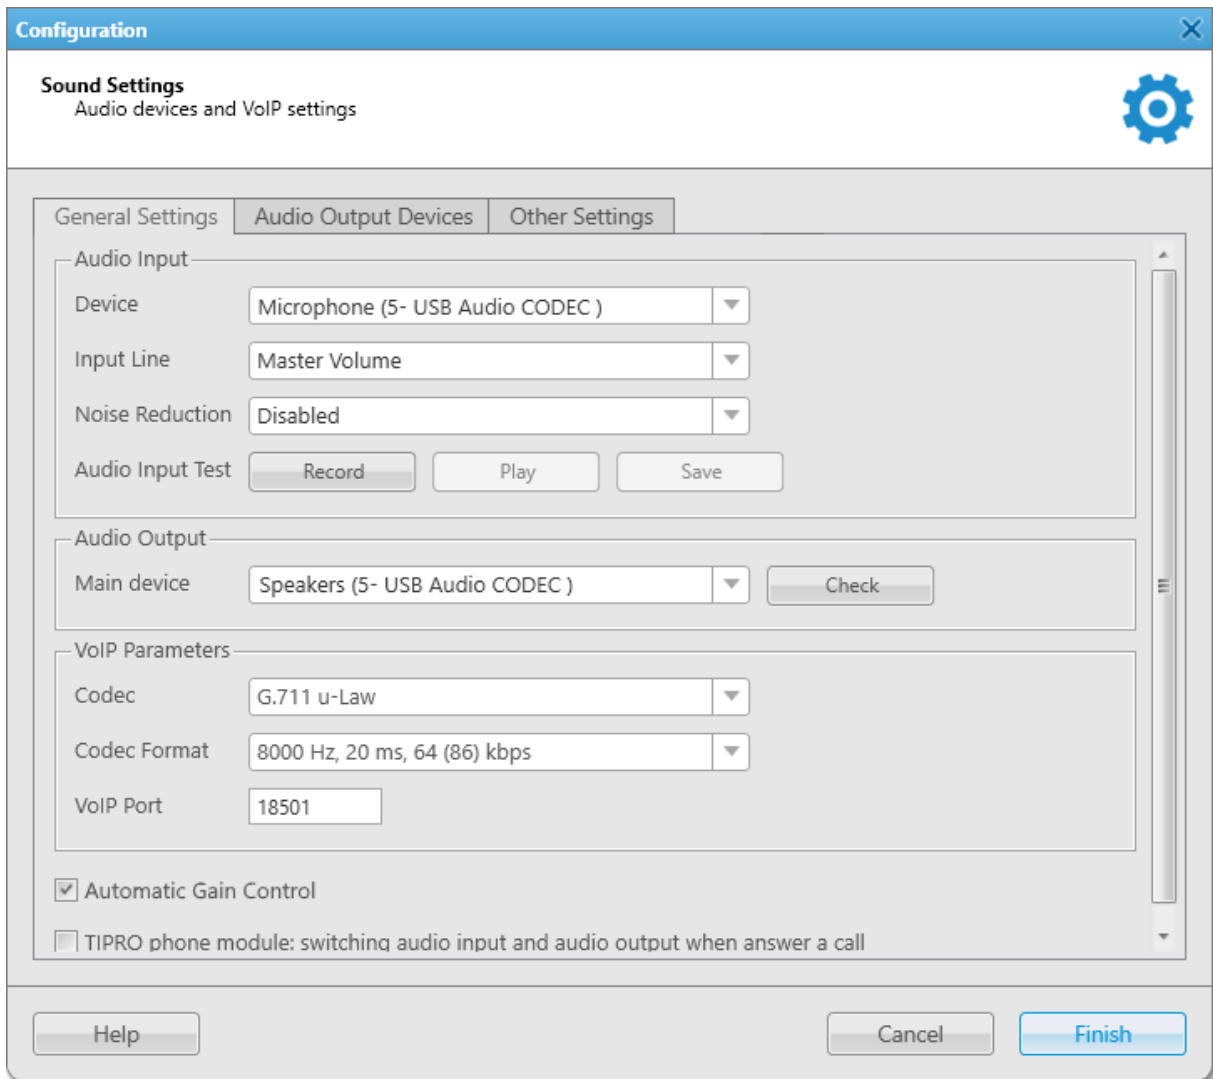 Configuration
Sound Settings
Audio devices and VoIP settings
General Settings
Audio Output Devices
Other Settings
Audio Input
Device
Microphone (5- USB Audio CODEC )
Input Line
Master Volume
Noise Reduction
Disabled
Audio Input Test
Record
Play
Save
Audio Output
Main device
Speakers (5- USB Audio CODEC )
Check
VoIP Parameters
Codec
G.711 u-Law
Codec Format
8000 Hz, 20 ms, 64 (86) kbps
VoIP Port
18501
Automatic Gain Control
TIPRO phone module: switching audio input and audio output when answer a call
Help
Cancel
Finish